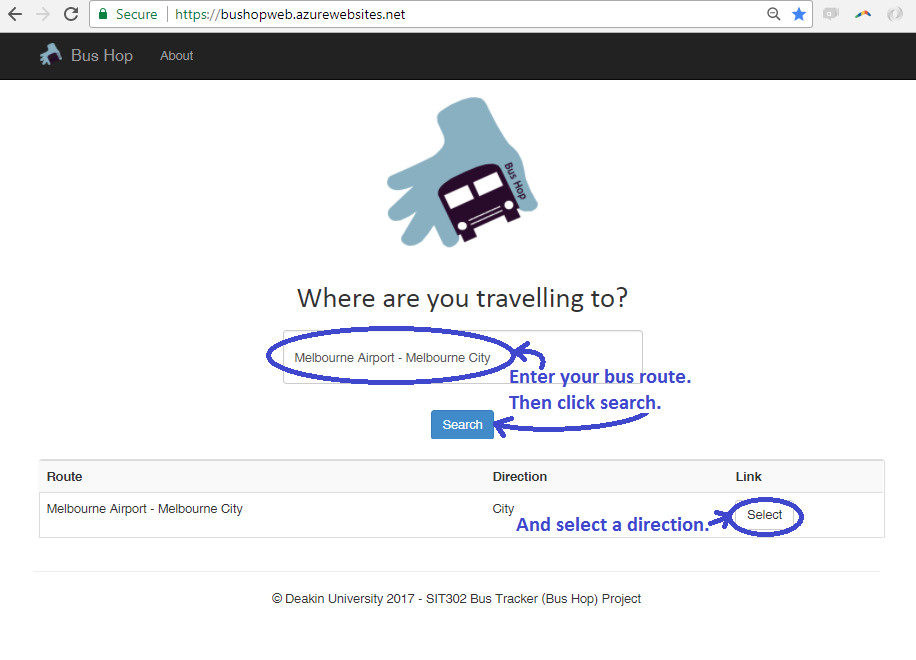 Secure https://bushopweb.azurewebsites.net
Bus Hop About
Bus Hop
Where are you travelling to?
Melbourne Airport - Melbourne City
Enter your bus route.
Then click search.
Search
Route Direction Link
Melbourne Airport - Melbourne City City Select
And select a direction.
© Deakin University 2017 - SIT302 Bus Tracker (Bus Hop) Project